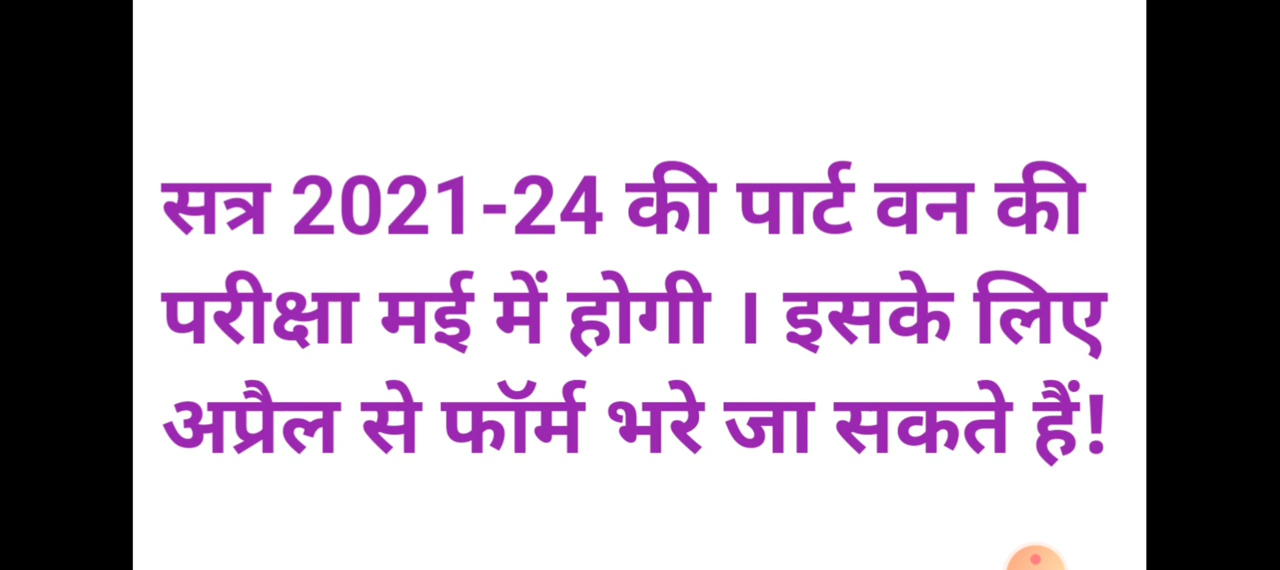 सत्र 2021-24 की पार्ट वन की
परीक्षा मई में होगी । इसके लिए
अप्रैल से फॉर्म भरे जा सकते हैं!